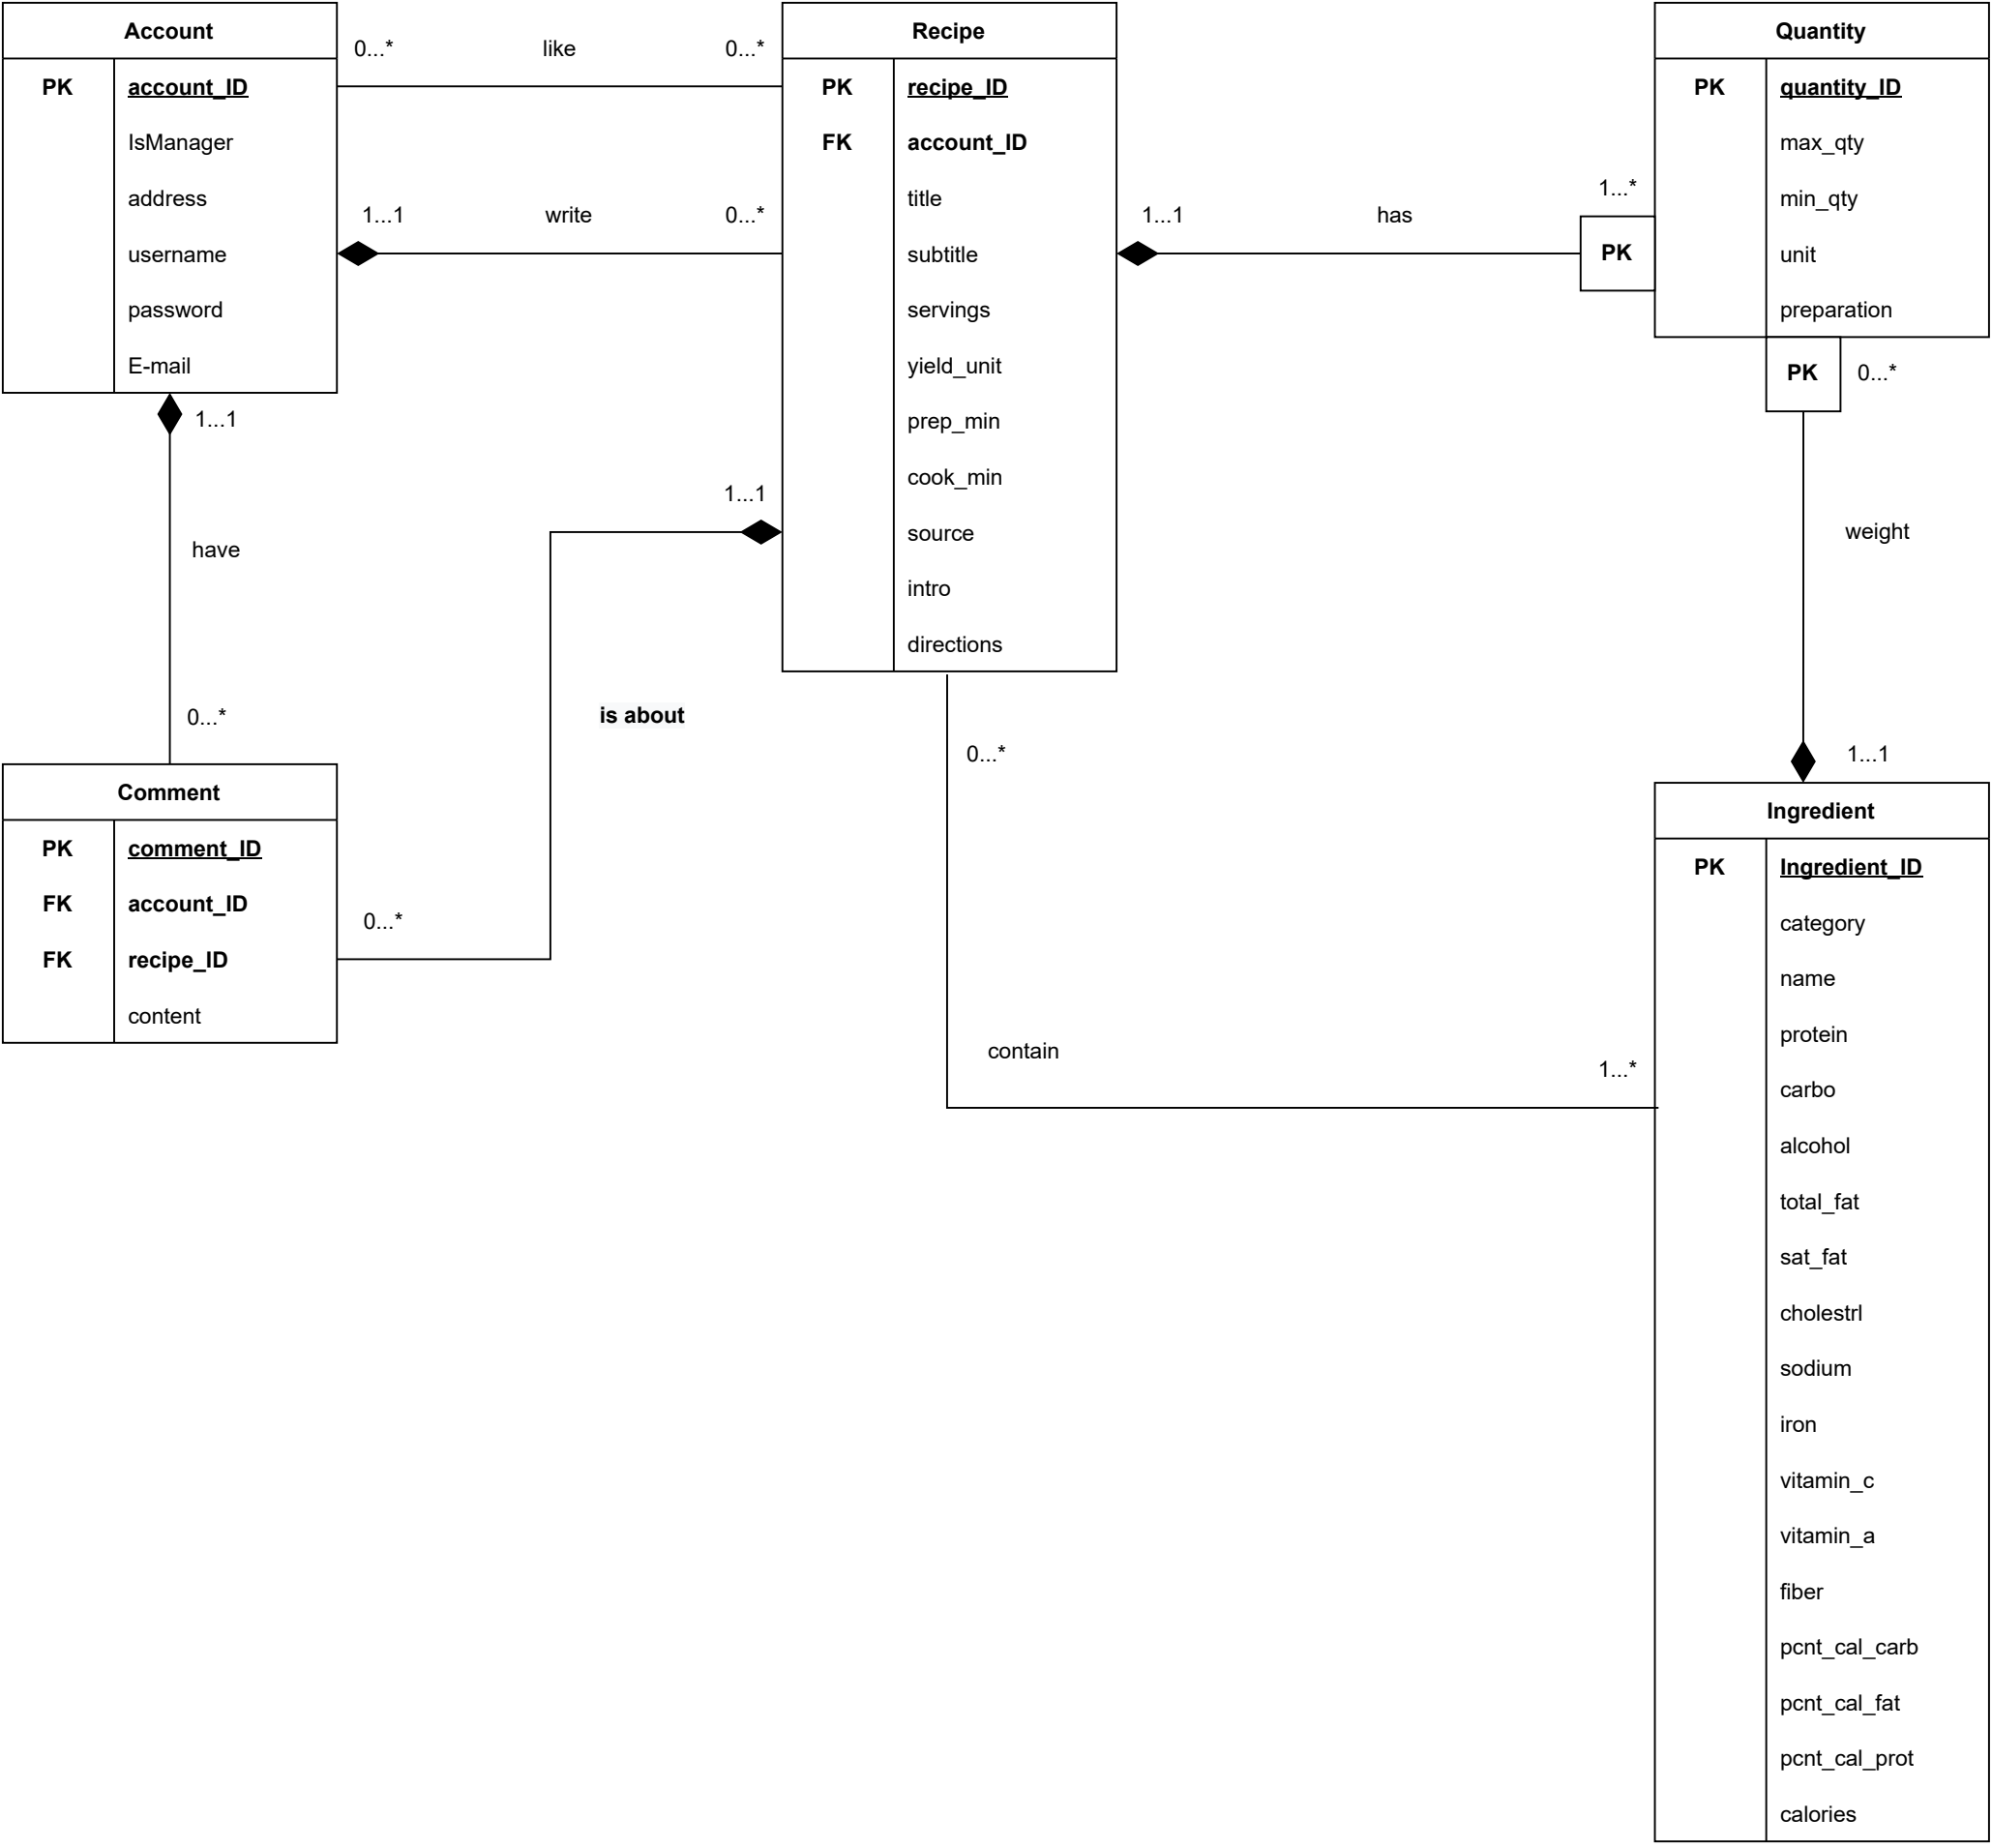 Account
PK account_ID
IsManager
address
username
password
E-mail
0...* like 0...*
1...1 write 0...*
Recipe
PK recipe_ID
FK account_ID
title
subtitle
servings
yield_unit
prep_min
cook_min
source
intro
directions
1...1 has 1...*
PK
Quantity
PK quantity_ID
max_qty
min_qty
unit
preparation
PK 0...*
weight
1...1
1...1
have
0...*
1...1
is about
0...*
Comment
PK comment_ID
FK account_ID
FK recipe_ID
content
0...*
contain
1...*
Ingredient
PK Ingredient_ID
category
name
protein
carbo
alcohol
total_fat
sat_fat
cholestrl
sodium
iron
vitamin_c
vitamin_a
fiber
pcnt_cal_carb
pcnt_cal_fat
pcnt_cal_prot
calories